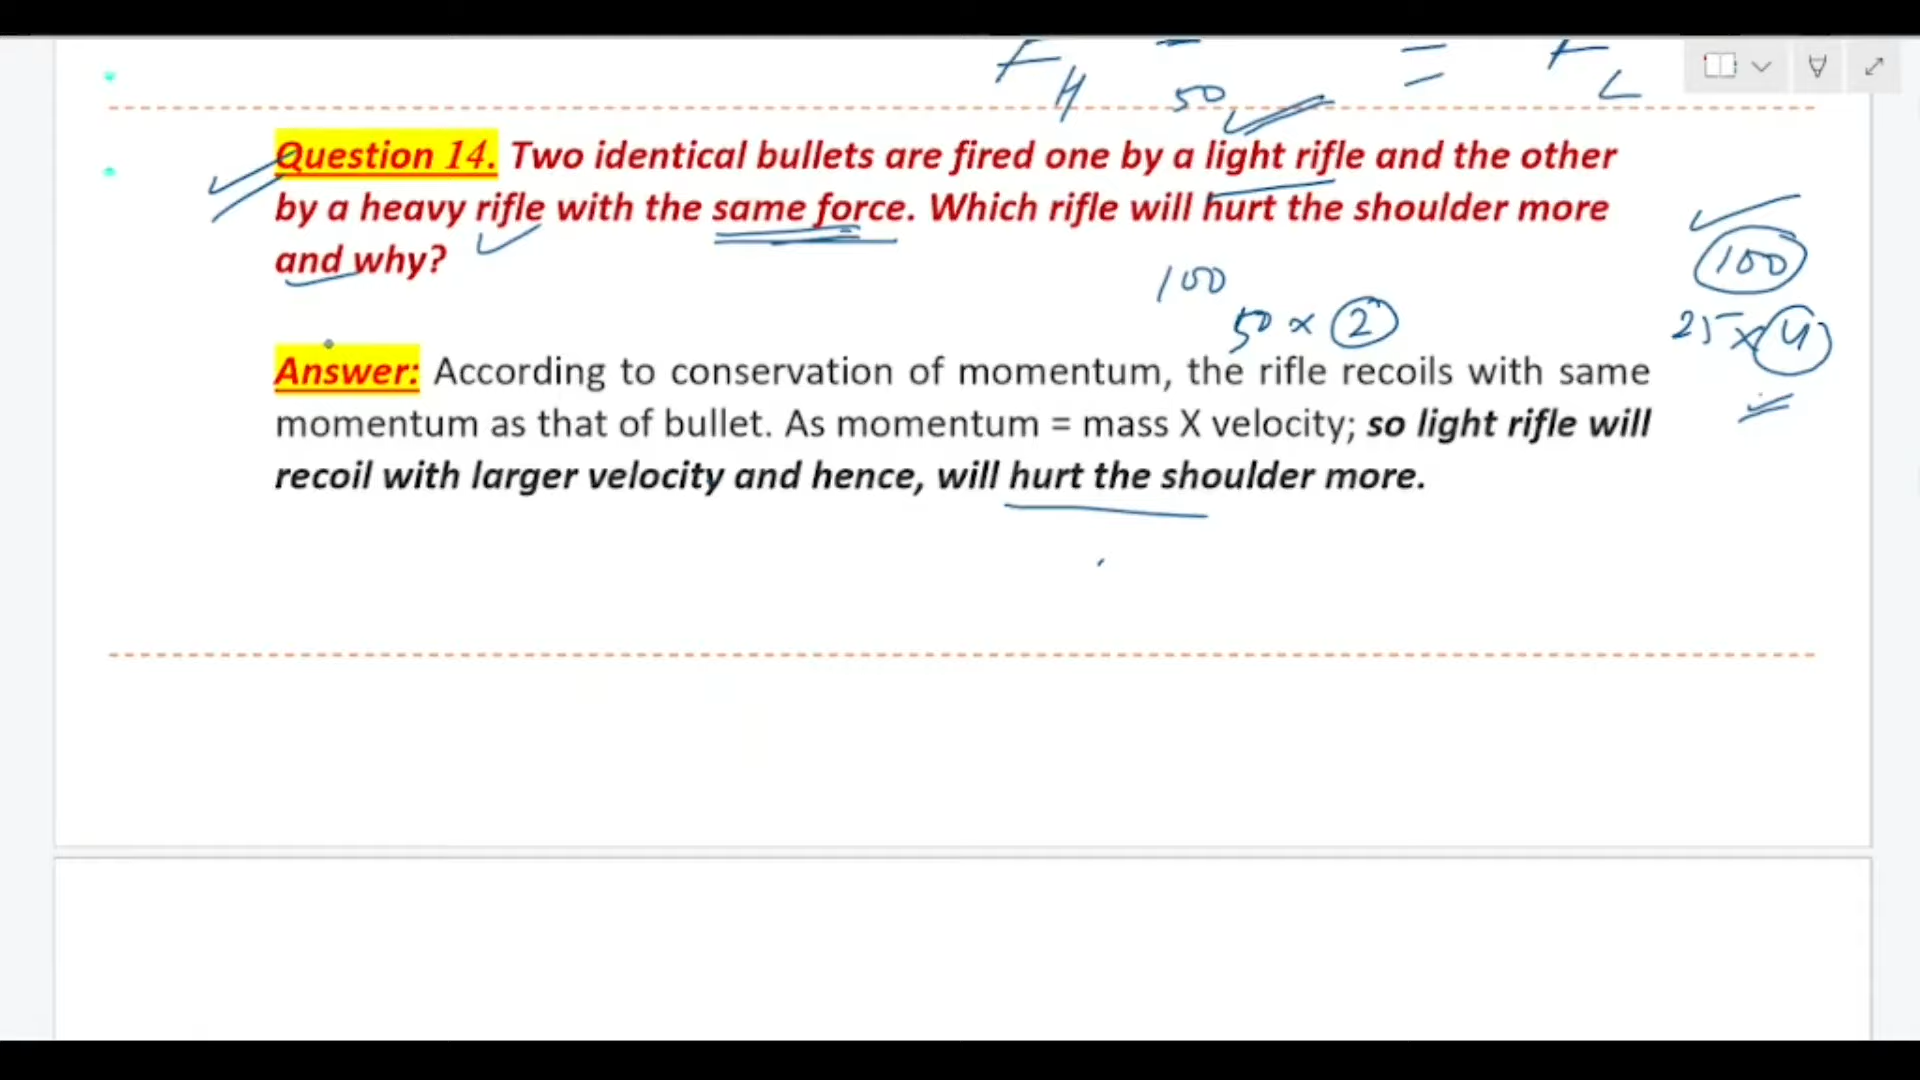 F H 50 = F L
Question 14. Two identical bullets are fired one by a light rifle and the other
by a heavy rifle with the same force. Which rifle will hurt the shoulder more
and why?
100
100
50 × 2
25 × 4
Answer: According to conservation of momentum, the rifle recoils with same
momentum as that of bullet. As momentum = mass X velocity; so light rifle will
recoil with larger velocity and hence, will hurt the shoulder more.